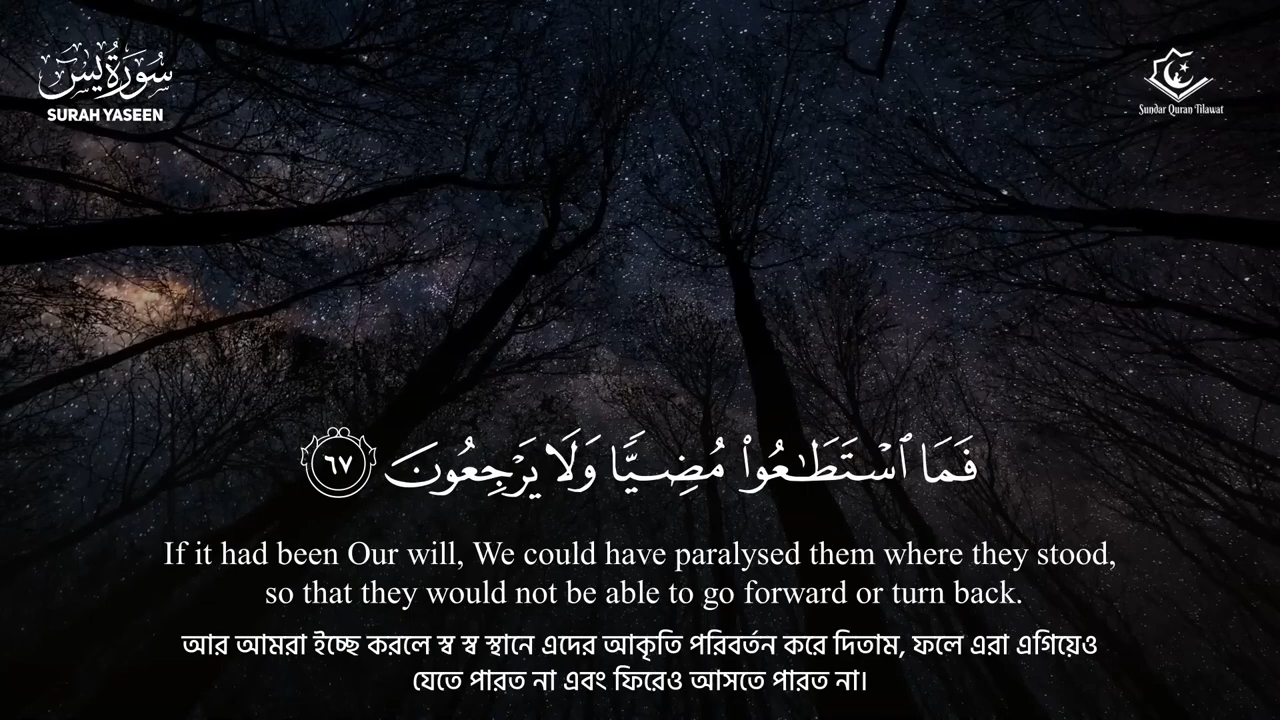 سُورَةُ يٰسٓ
SURAH YASEEN
Sundar Quran Tilawat
فَمَا ٱسْتَطَـٰعُوا۟ مُضِيًّۭا وَلَا يَرْجِعُونَ ٦٧
If it had been Our will, We could have paralysed them where they stood,
so that they would not be able to go forward or turn back.
আর আমরা ইচ্ছে করলে স্ব স্ব স্থানে এদের আকৃতি পরিবর্তন করে দিতাম, ফলে এরা এগিয়েও
যেতে পারত না এবং ফিরেও আসতে পারত না।